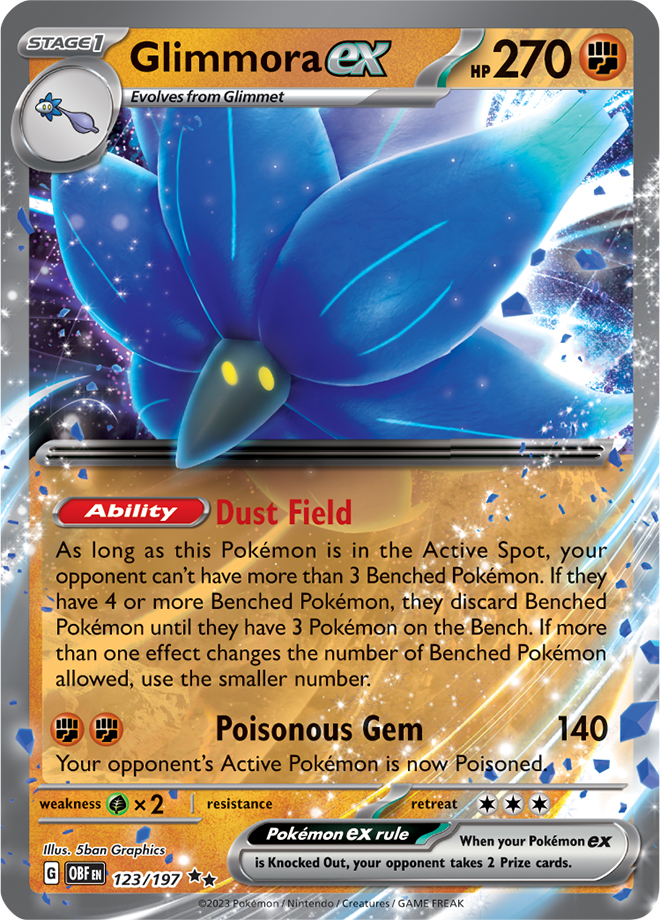 STAGE1
Glimmora ex
HP 270
Evolves from Glimmet
Ability Dust Field
As long as this Pokémon is in the Active Spot, your
opponent can't have more than 3 Benched Pokémon. If they
have 4 or more Benched Pokémon, they discard Benched
Pokémon until they have 3 Pokémon on the Bench. If more
than one effect changes the number of Benched Pokémon
allowed, use the smaller number.
Poisonous Gem 140
Your opponent's Active Pokémon is now Poisoned.
weakness ×2 resistance retreat
Illus. 5ban Graphics
Pokémon ex rule When your Pokémon ex
is Knocked Out, your opponent takes 2 Prize cards.
G OBF EN 123/197
©2023 Pokémon / Nintendo / Creatures / GAME FREAK